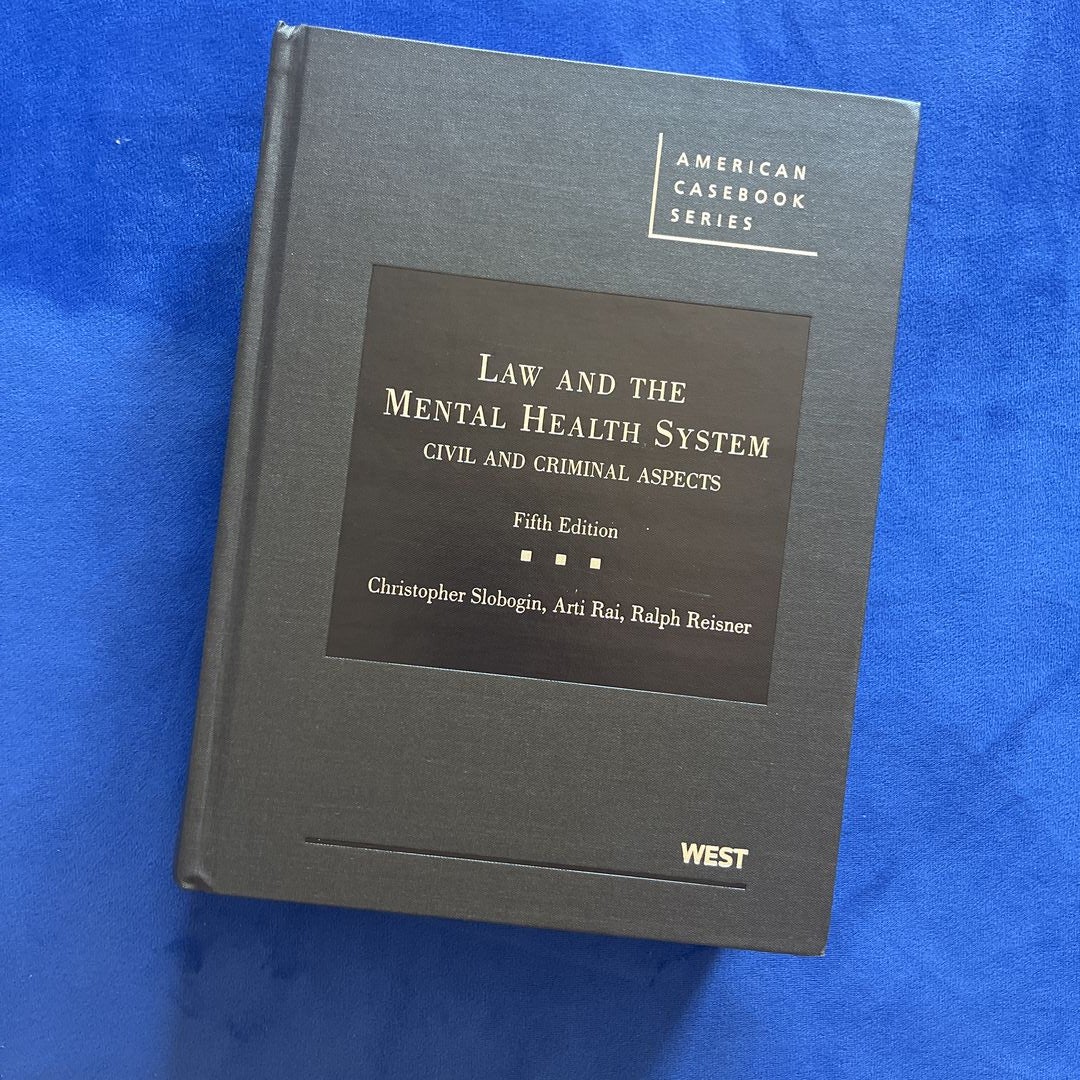 AMERICAN
CASEBOOK
SERIES
LAW AND THE
MENTAL HEALTH SYSTEM
CIVIL AND CRIMINAL ASPECTS
Fifth Edition
Christopher Slobogin, Arti Rai, Ralph Reisner
WEST